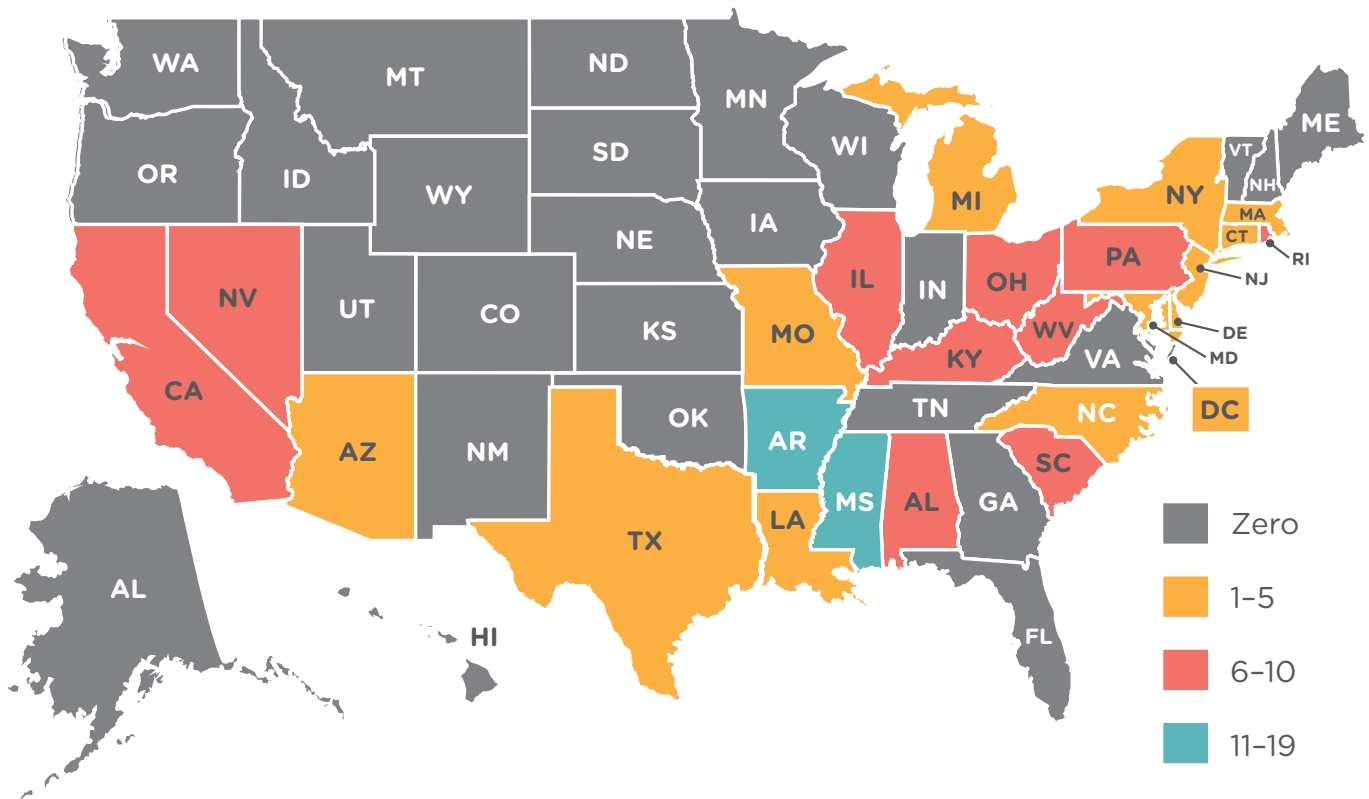 WA
MT
ND
MN
ME
OR
ID
SD
WI
VT
NH
WY
MI
NY
MA
CT
RI
NE
IA
PA
NJ
NV
UT
CO
KS
IL
IN
OH
WV
DE
MO
KY
VA
MD
CA
DC
AZ
NM
OK
AR
TN
NC
SC
MS
AL
GA
LA
TX
Zero
AL
1–5
HI
FL
6–10
11–19